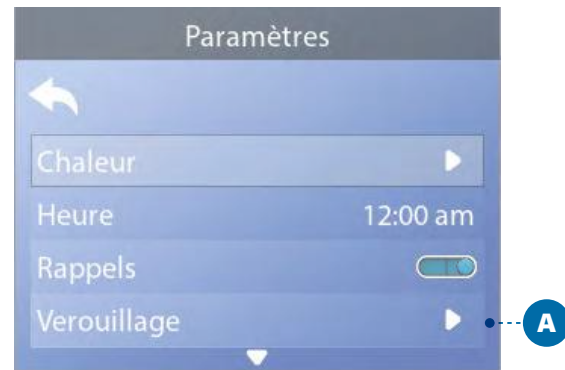 Paramètres
Chaleur
Heure 12:00 am
Rappels
Verouillage
A